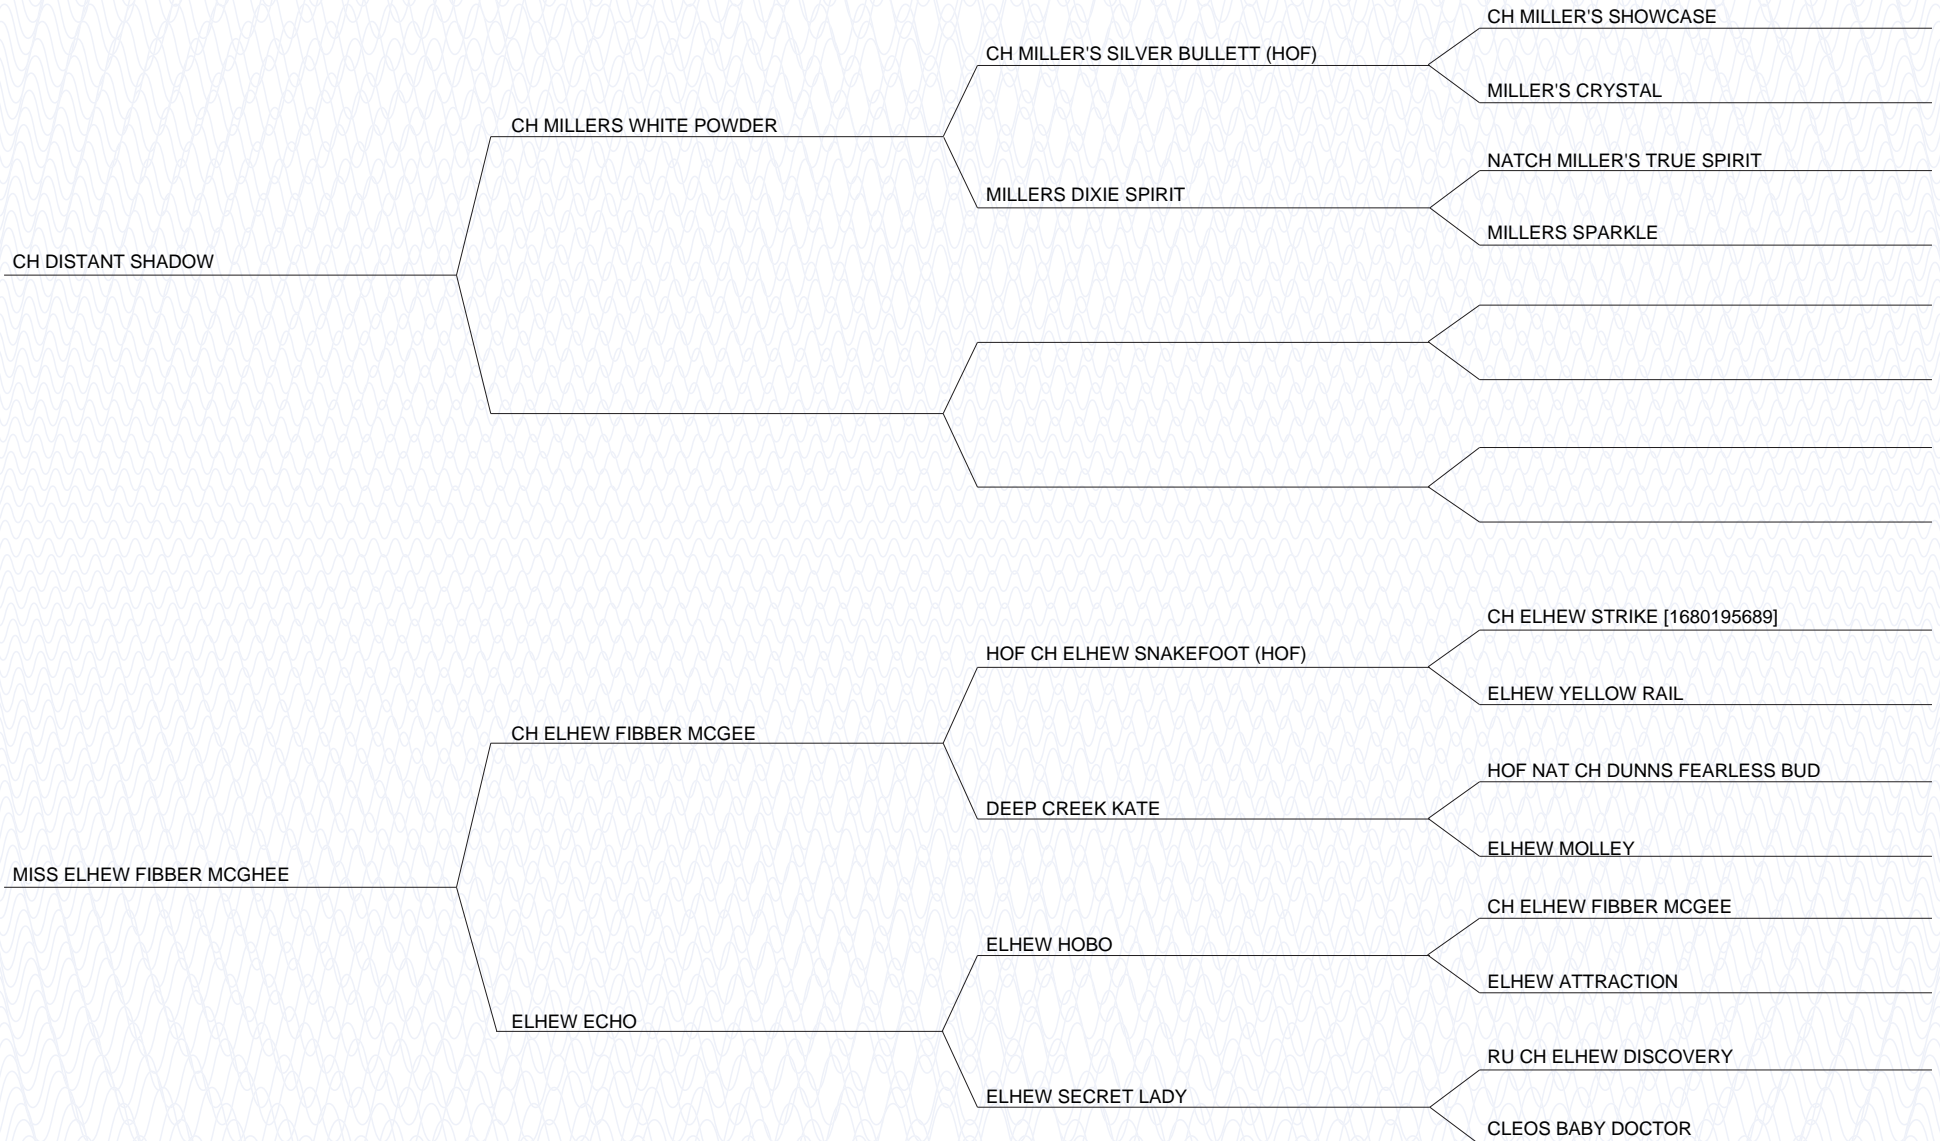 CH MILLER'S SHOWCASE
CH MILLER'S SILVER BULLETT (HOF)
MILLER'S CRYSTAL
CH MILLERS WHITE POWDER
NATCH MILLER'S TRUE SPIRIT
MILLERS DIXIE SPIRIT
MILLERS SPARKLE
CH DISTANT SHADOW
CH ELHEW STRIKE [1680195689]
HOF CH ELHEW SNAKEFOOT (HOF)
ELHEW YELLOW RAIL
CH ELHEW FIBBER MCGEE
HOF NAT CH DUNNS FEARLESS BUD
DEEP CREEK KATE
ELHEW MOLLEY
MISS ELHEW FIBBER MCGHEE
CH ELHEW FIBBER MCGEE
ELHEW HOBO
ELHEW ATTRACTION
ELHEW ECHO
RU CH ELHEW DISCOVERY
ELHEW SECRET LADY
CLEOS BABY DOCTOR